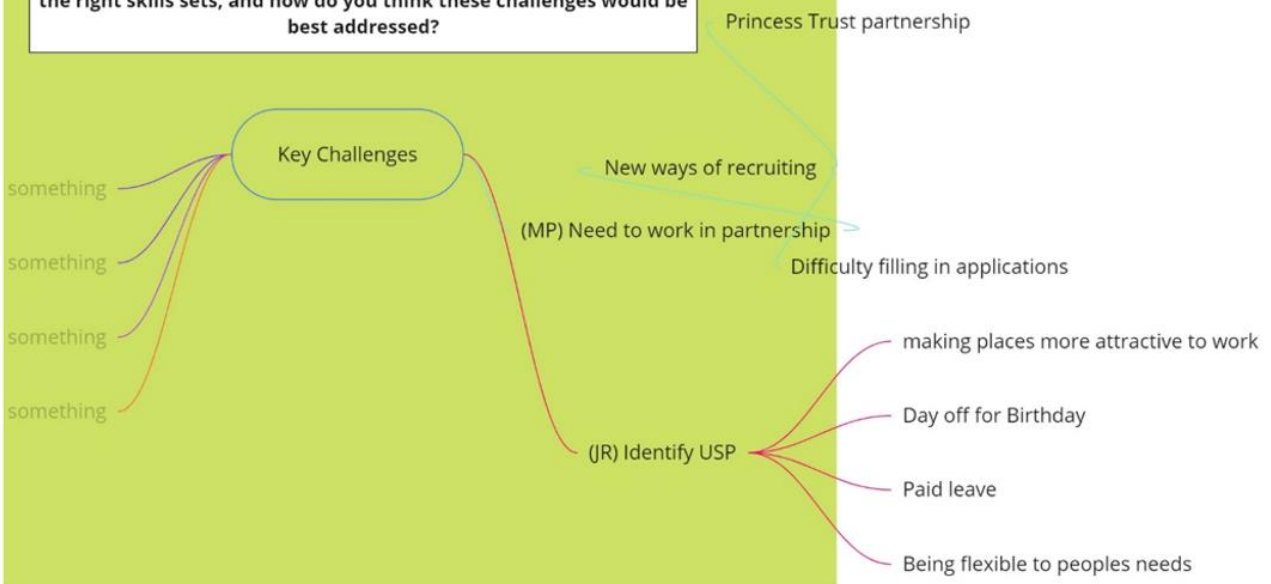 the right skills sets, and how do you think these challenges would be
best addressed?
Princess Trust partnership
Key Challenges
New ways of recruiting
something
(MP) Need to work in partnership
something
Difficulty filling in applications
something
making places more attractive to work
something
Day off for Birthday
(JR) Identify USP
Paid leave
Being flexible to peoples needs